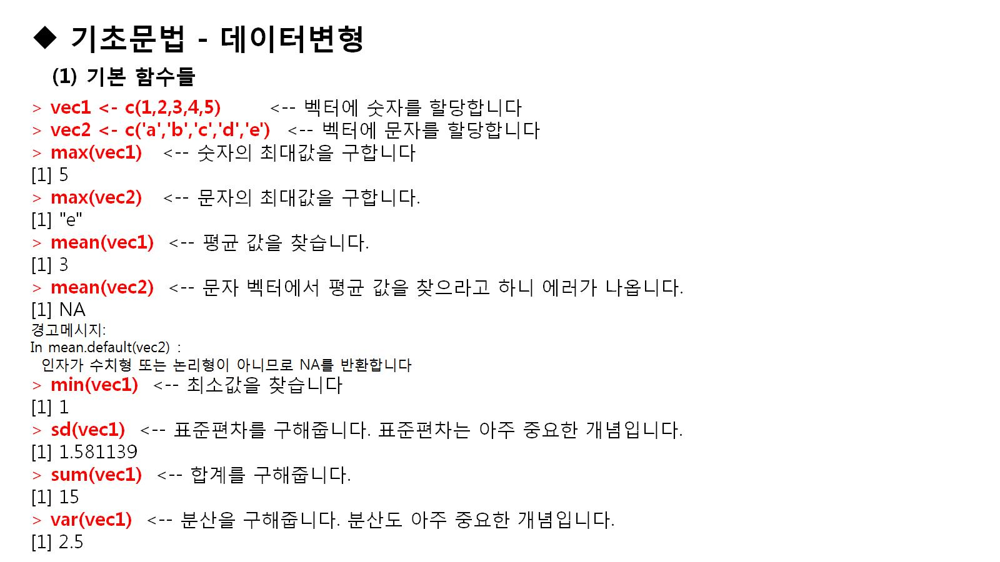 ◆ 기초문법 - 데이터변형
(1) 기본 함수들
> vec1 <- c(1,2,3,4,5) <-- 벡터에 숫자를 할당합니다
> vec2 <- c('a','b','c','d','e') <-- 벡터에 문자를 할당합니다
> max(vec1) <-- 숫자의 최대값을 구합니다
[1] 5
> max(vec2) <-- 문자의 최대값을 구합니다.
[1] "e"
> mean(vec1) <-- 평균 값을 찾습니다.
[1] 3
> mean(vec2) <-- 문자 벡터에서 평균 값을 찾으라고 하니 에러가 나옵니다.
[1] NA
경고메시지:
In mean.default(vec2) :
인자가 수치형 또는 논리형이 아니므로 NA를 반환합니다
> min(vec1) <-- 최소값을 찾습니다
[1] 1
> sd(vec1) <-- 표준편차를 구해줍니다. 표준편차는 아주 중요한 개념입니다.
[1] 1.581139
> sum(vec1) <-- 합계를 구해줍니다.
[1] 15
> var(vec1) <-- 분산을 구해줍니다. 분산도 아주 중요한 개념입니다.
[1] 2.5